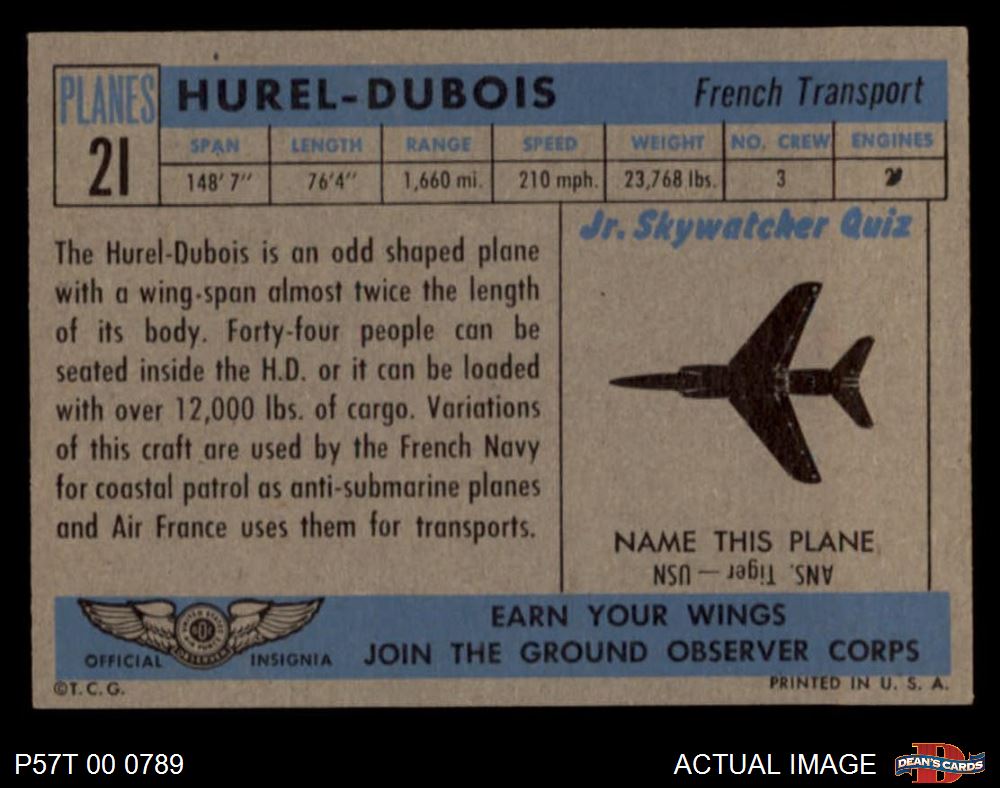 PLANES
21
HUREL-DUBOIS
French Transport
SPAN LENGTH RANGE SPEED WEIGHT NO. CREW ENGINES
148' 7" 76'4" 1,660 mi. 210 mph. 23,768 lbs. 3 2
The Hurel-Dubois is an odd shaped plane
with a wing-span almost twice the length
of its body. Forty-four people can be
seated inside the H.D. or it can be loaded
with over 12,000 lbs. of cargo. Variations
of this craft are used by the French Navy
for coastal patrol as anti-submarine planes
and Air France uses them for transports.
Jr. Skywatcher Quiz
NAME THIS PLANE
ANS. Tiger — USN
OFFICIAL INSIGNIA
UNITED STATES
EARN YOUR WINGS
JOIN THE GROUND OBSERVER CORPS
©T.C.G.
PRINTED IN U. S. A.
P57T 00 0789
ACTUAL IMAGE
DEAN'S CARDS